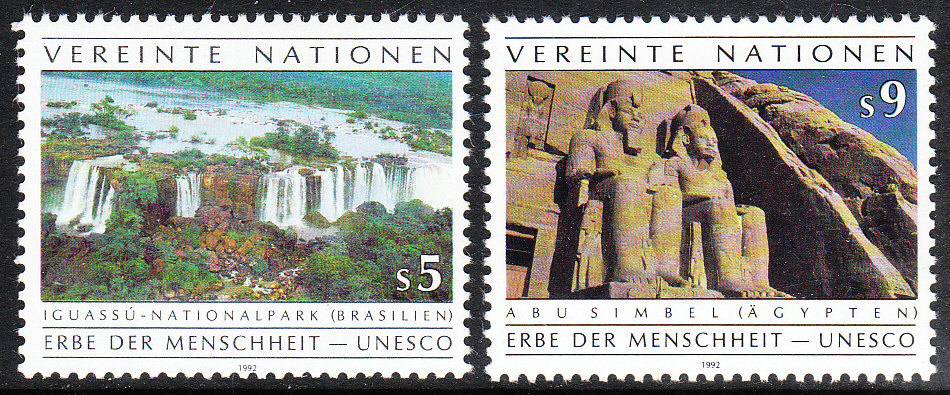 VEREINTE NATIONEN
s5
IGUASSÚ-NATIONALPARK (BRASILIEN)
ERBE DER MENSCHHEIT — UNESCO
1992
VEREINTE NATIONEN
s9
ABU SIMBEL (ÄGYPTEN)
ERBE DER MENSCHHEIT — UNESCO
1992